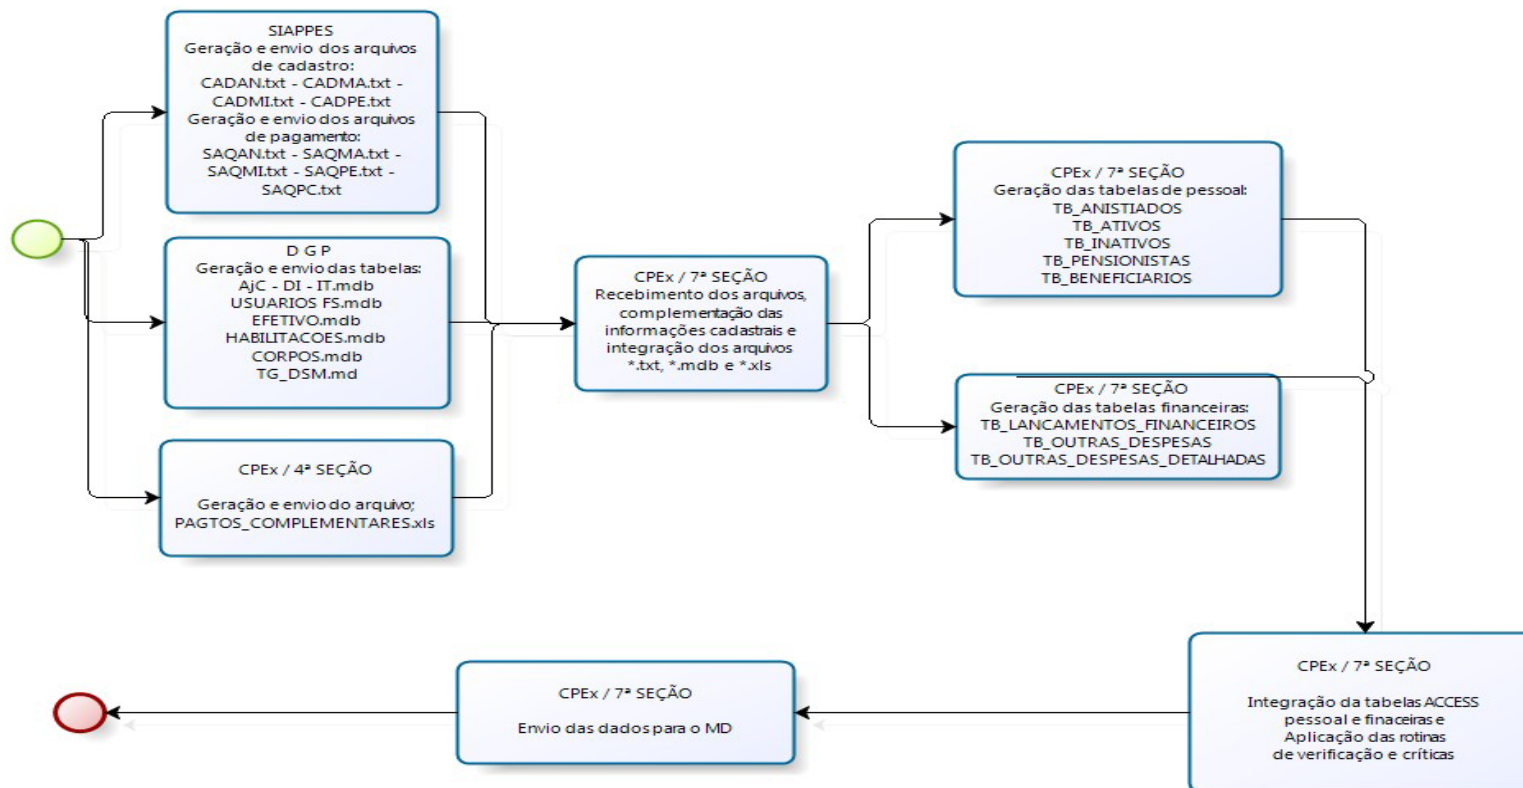 SIAPPES
Geração e envio dos arquivos
de cadastro:
CADAN.txt - CADMA.txt -
CADMI.txt - CADPE.txt
Geração e envio dos arquivos
de pagamento:
SAQAN.txt - SAQMA.txt -
SAQMI.txt - SAQPE.txt -
SAQPC.txt
D G P
Geração e envio das tabelas:
AjC - DI - IT.mdb
USUARIOS FS.mdb
EFETIVO.mdb
HABILITACOES.mdb
CORPOS.mdb
TG_DSM.md
CPEx / 4ª SEÇÃO
Geração e envio do arquivo;
PAGTOS_COMPLEMENTARES.xls
CPEx / 7ª SEÇÃO
Recebimento dos arquivos,
complementação das
informações cadastrais e
integração dos arquivos
*.txt, *.mdb e *.xls
CPEx / 7ª SEÇÃO
Geração das tabelas de pessoal:
TB_ANISTIADOS
TB_ATIVOS
TB_INATIVOS
TB_PENSIONISTAS
TB_BENEFICIARIOS
CPEx / 7ª SEÇÃO
Geração das tabelas financeiras:
TB_LANCAMENTOS_FINANCEIROS
TB_OUTRAS_DESPESAS
TB_OUTRAS_DESPESAS_DETALHADAS
CPEx / 7ª SEÇÃO
Integração da tabelas ACCESS
pessoal e finaceiras e
Aplicação das rotinas
de verificação e críticas
CPEx / 7ª SEÇÃO
Envio das dados para o MD